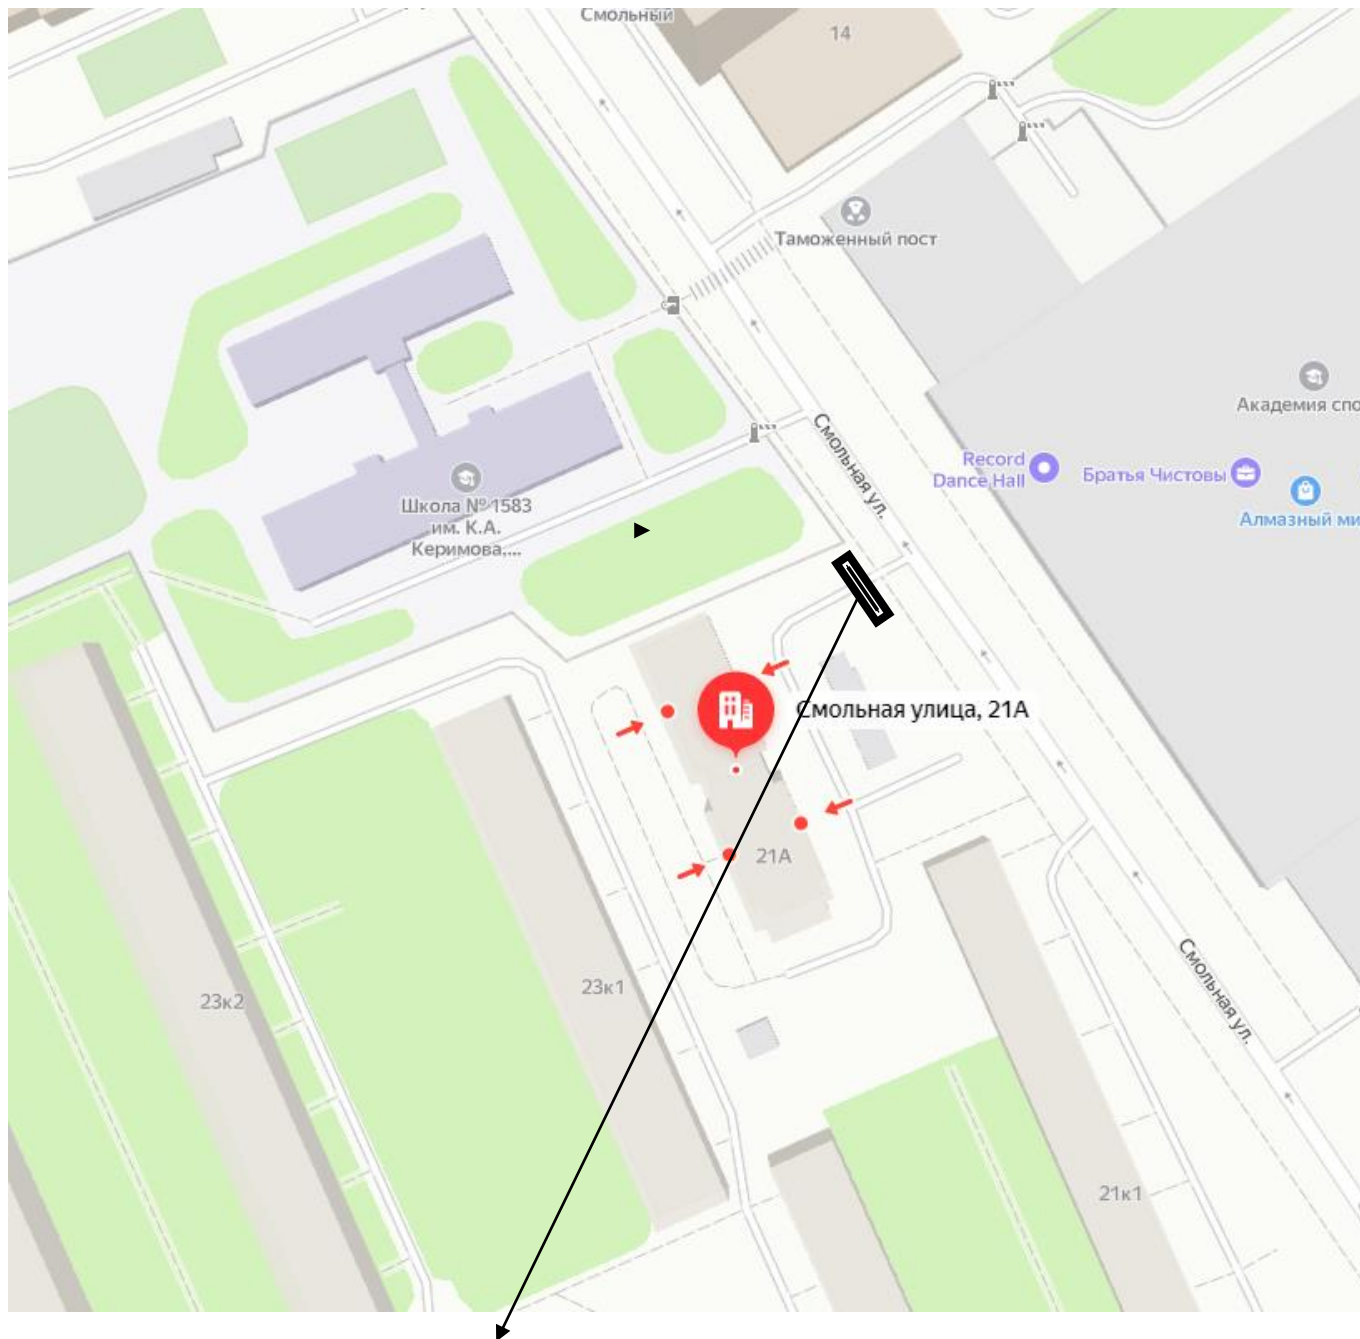 Смольный
14
Таможенный пост
Смольная ул.
Академия спо
Record
Dance Hall
Братья Чистовы
Алмазный ми
Школа № 1583
им. К.А.
Керимова,...
Смольная улица, 21А
21А
23к2
23к1
Смольная ул.
21к1